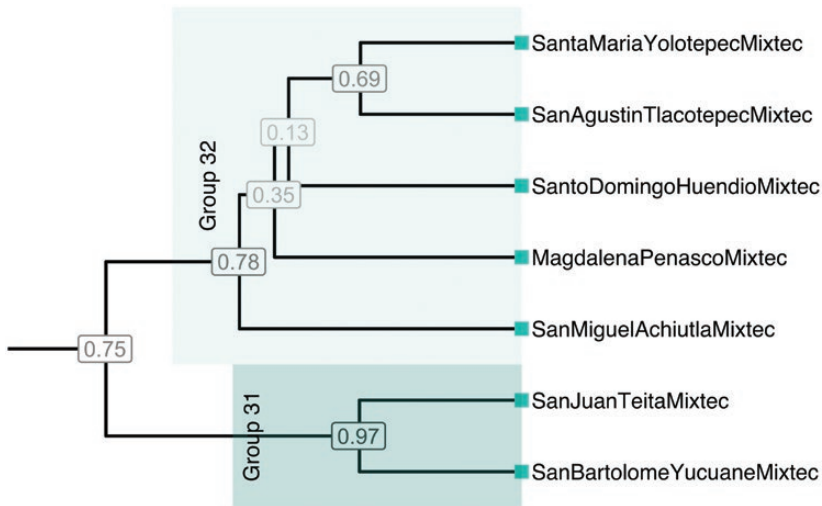 SantaMariaYolotepecMixtec
0.69
SanAgustinTlacotepecMixtec
0.13
Group 32
SantoDomingoHuendioMixtec
0.35
MagdalenaPenascoMixtec
0.78
SanMiguelAchiutlaMixtec
0.75
SanJuanTeitaMixtec
Group 31
0.97
SanBartolomeYucuaneMixtec